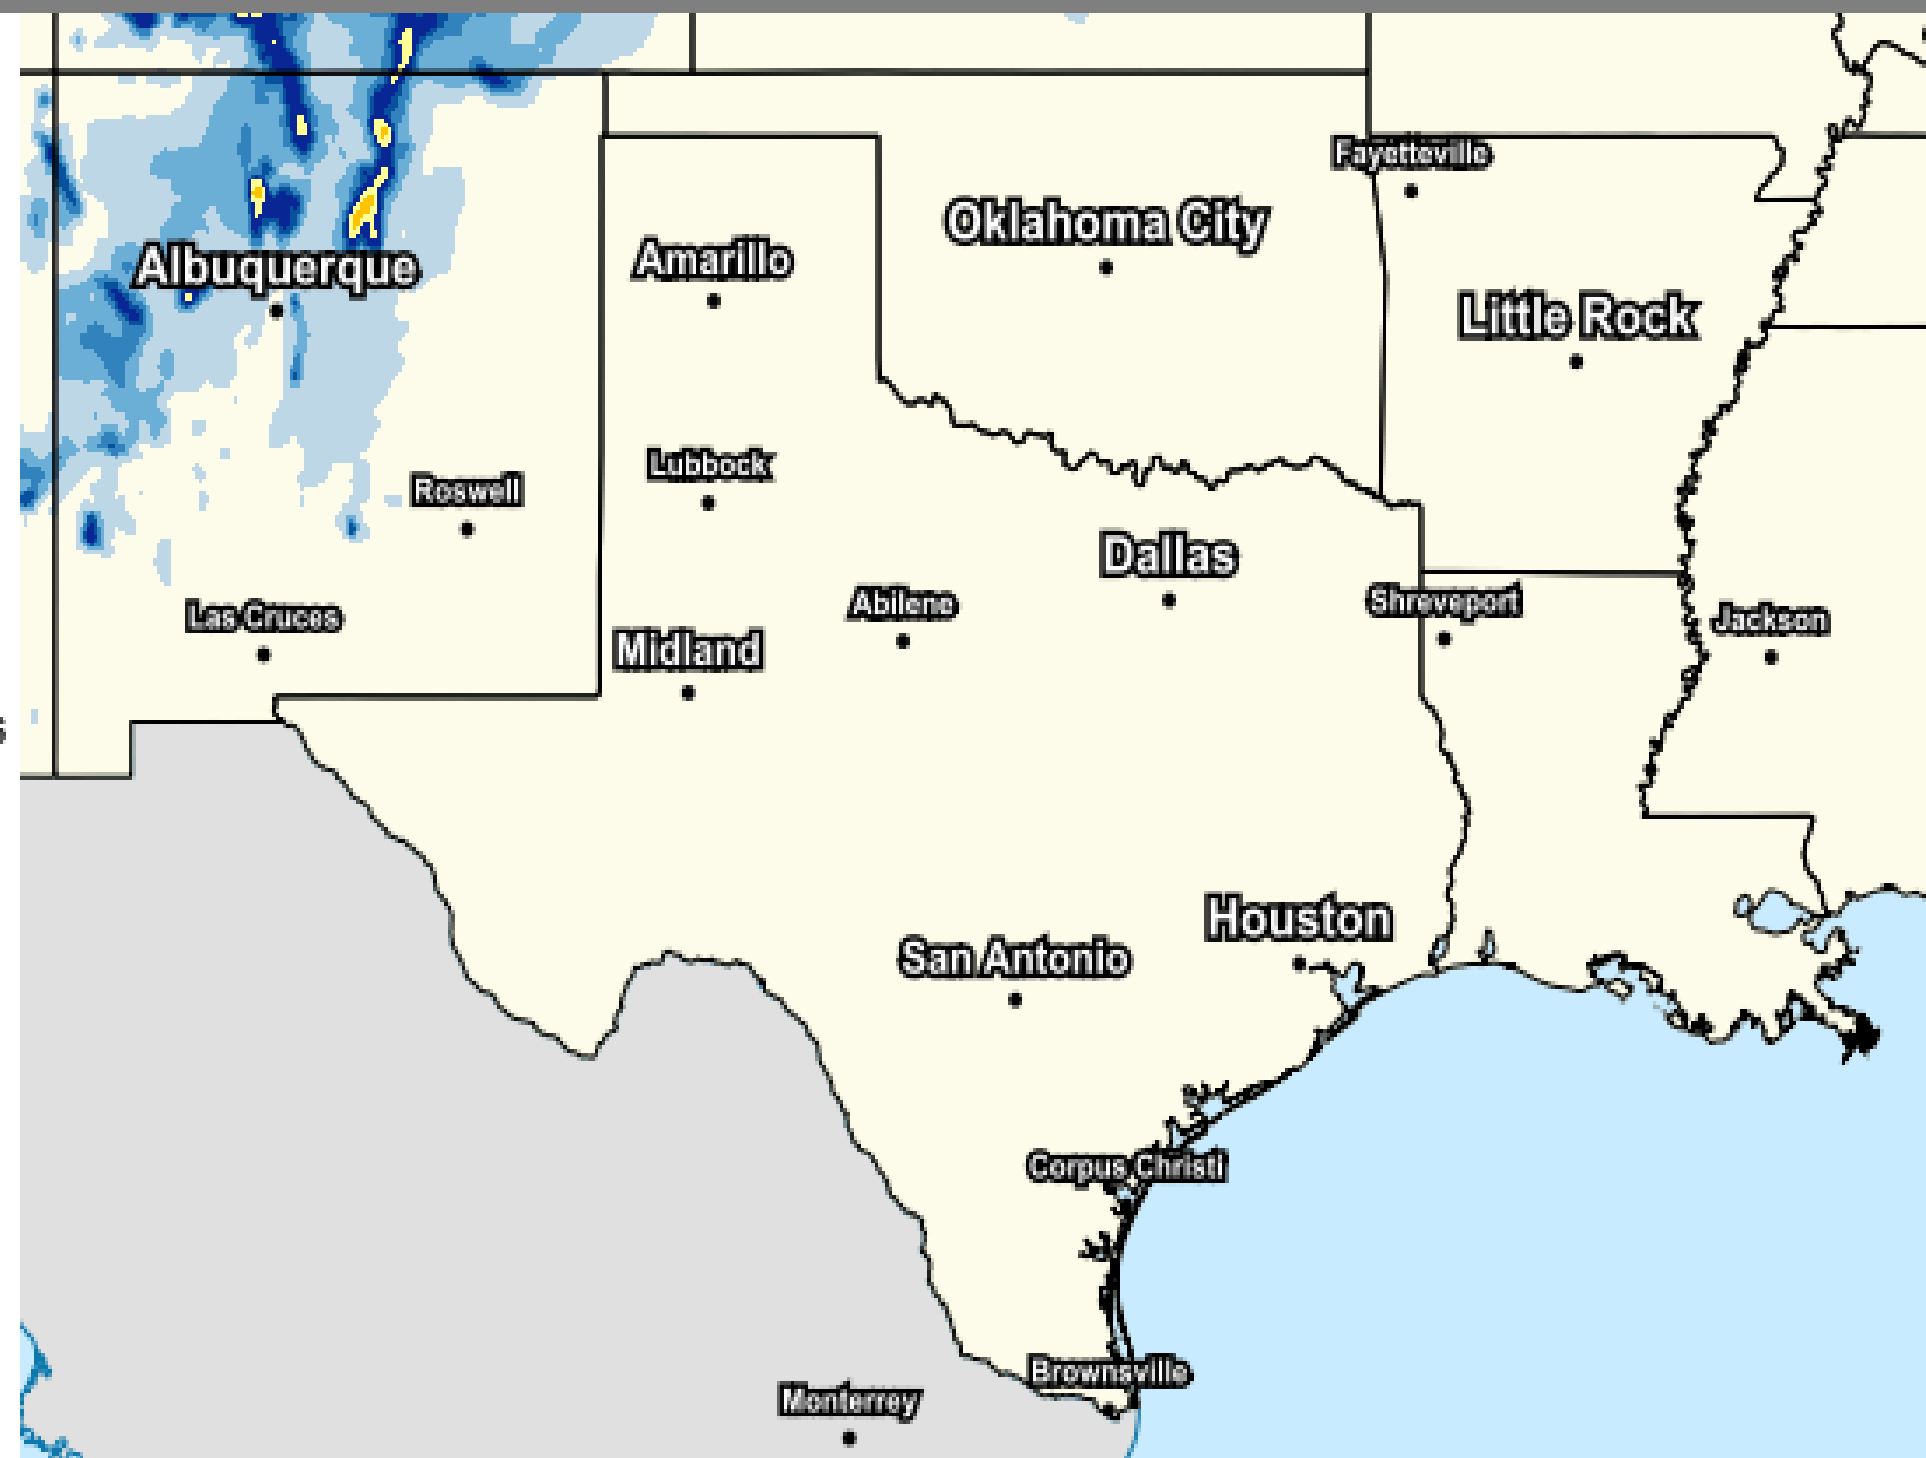 Fayetteville
Oklahoma City
Albuquerque
Amarillo
Little Rock
Lubbock
Roswell
Dallas
Abilene
Shreveport
Las Cruces
Jackson
Midland
Houston
San Antonio
Corpus Christi
Brownsville
Monterrey